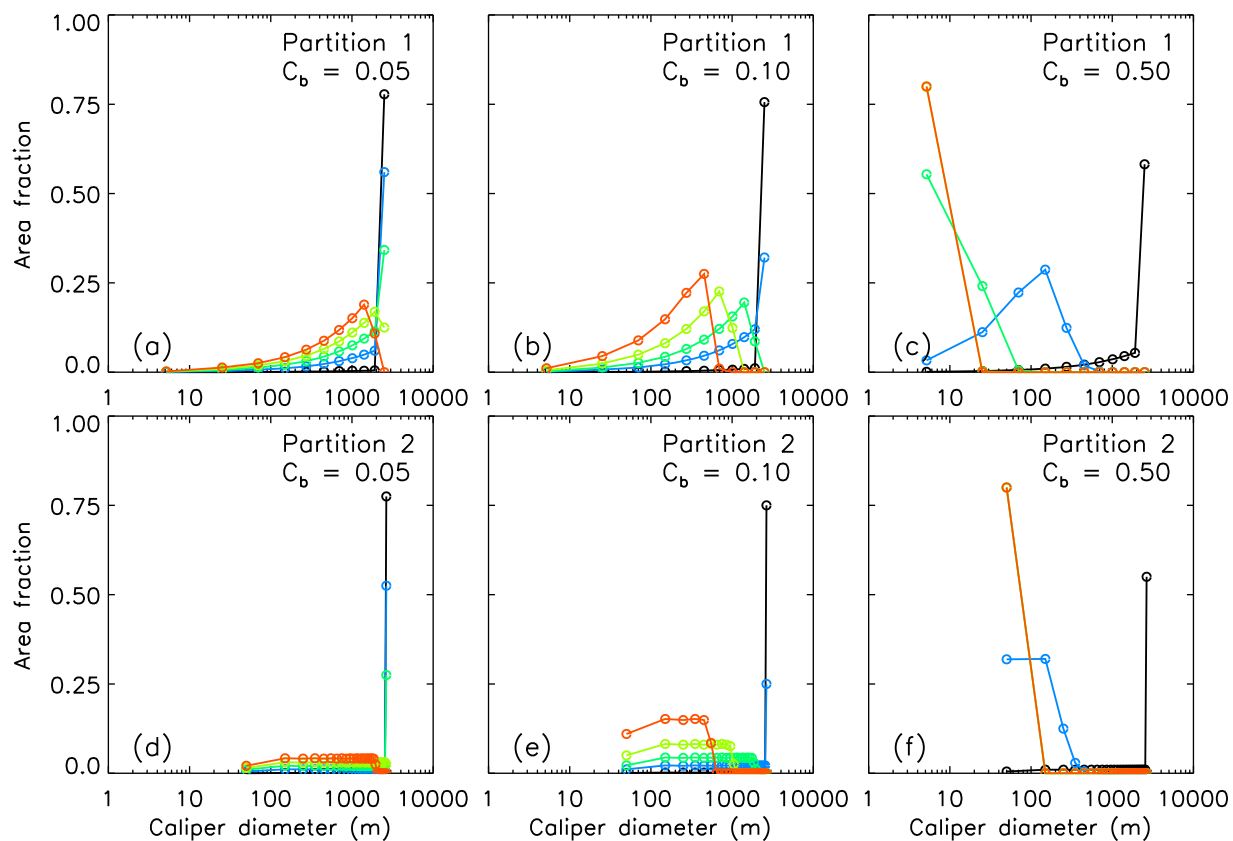 Partition 1
C_b = 0.05
Partition 1
C_b = 0.10
Partition 1
C_b = 0.50
1.00
0.75
0.50
0.25
0.0
Area fraction
(a)
(b)
(c)
1 10 100 1000 10000
1 10 100 1000 10000
1 10 100 1000 10000
Partition 2
C_b = 0.05
Partition 2
C_b = 0.10
Partition 2
C_b = 0.50
1.00
0.75
0.50
0.25
0.0
Area fraction
(d)
(e)
(f)
1 10 100 1000 10000
1 10 100 1000 10000
1 10 100 1000 10000
Caliper diameter (m)
Caliper diameter (m)
Caliper diameter (m)